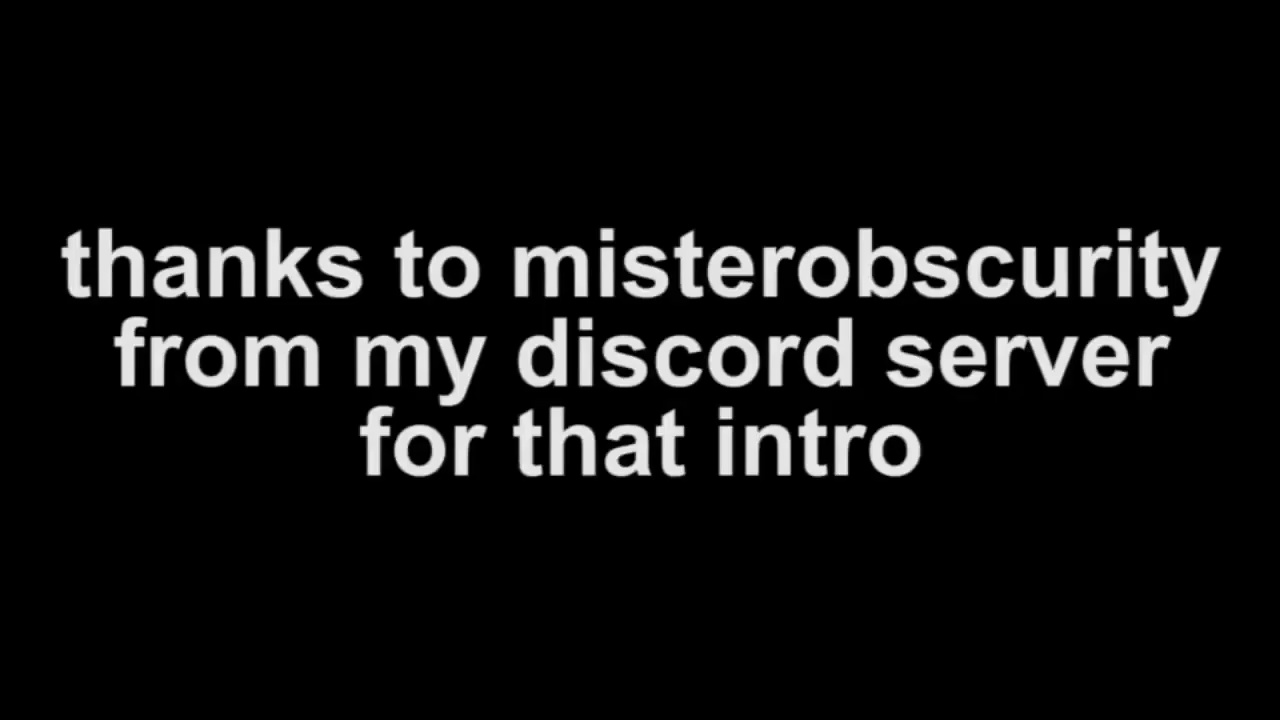 thanks to misterobscurity
from my discord server
for that intro